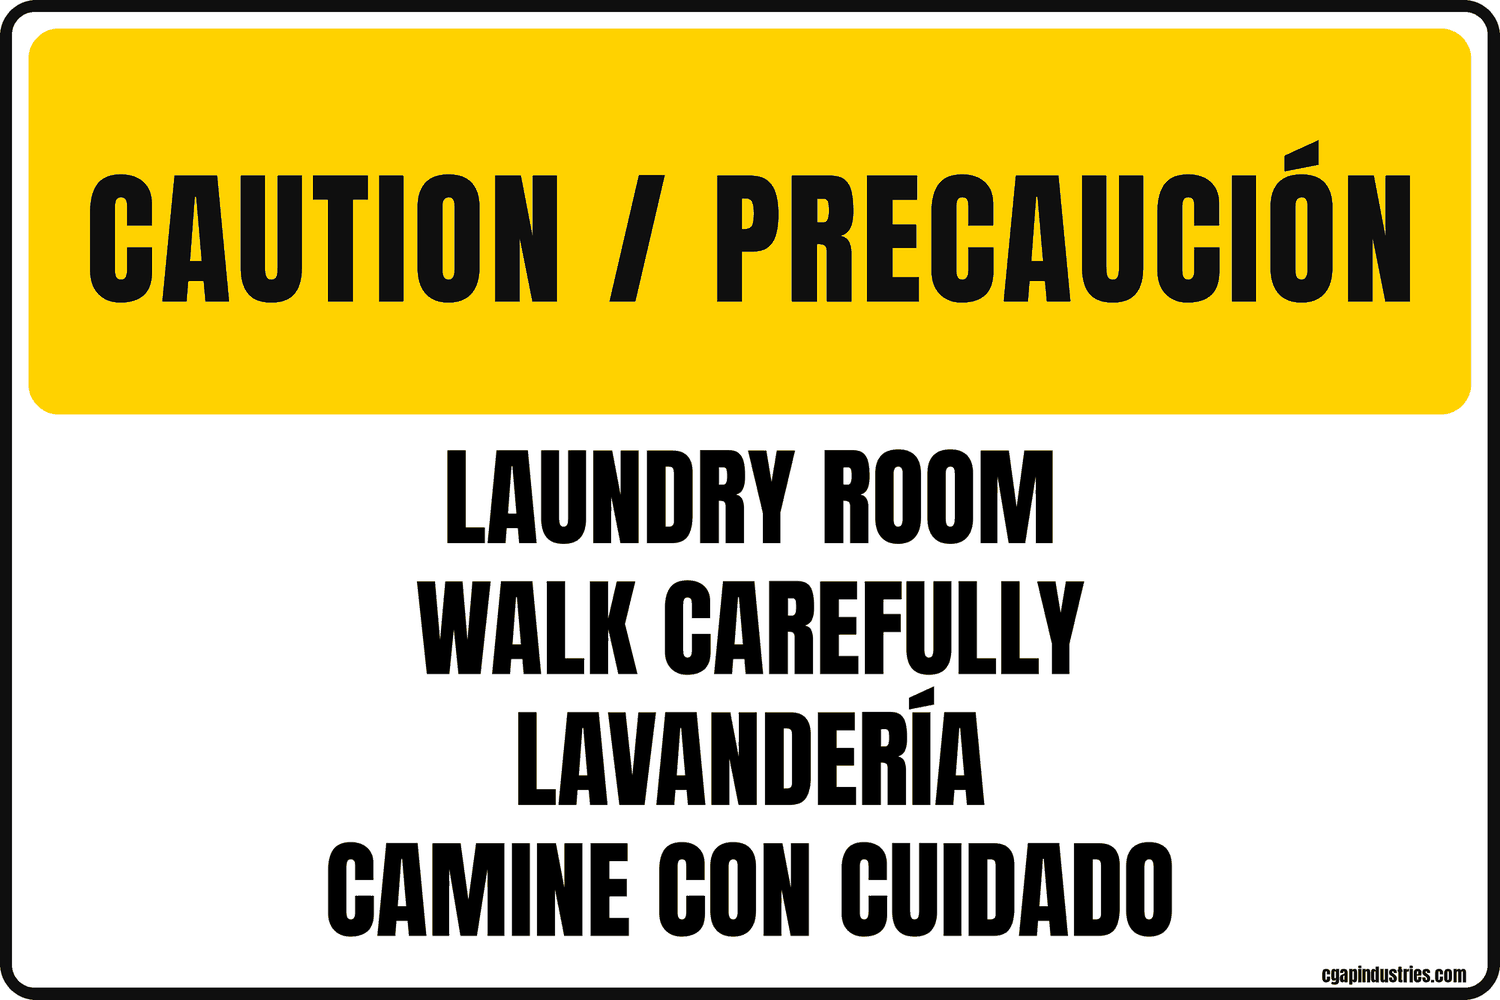 CAUTION / PRECAUCIÓN
LAUNDRY ROOM
WALK CAREFULLY
LAVANDERÍA
CAMINE CON CUIDADO
cgapindustries.com